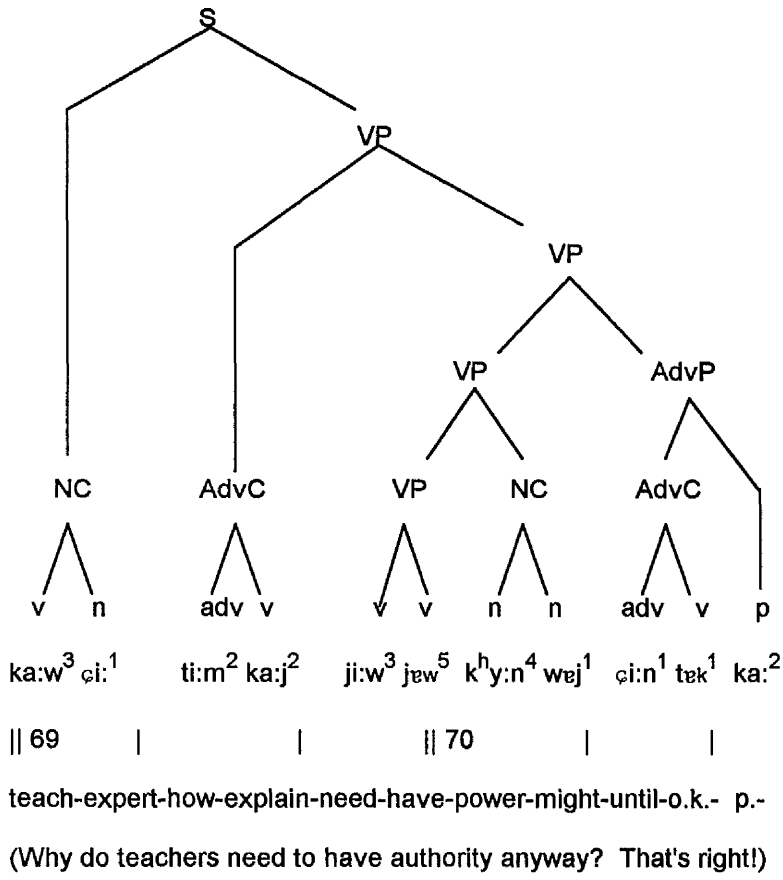 S
VP
VP
VP AdvP
NC AdvC VP NC AdvC
v n adv v v v n n adv v p
ka:w³ ɕi:¹ ti:m² ka:j² ji:w³ jɐw⁵ kʰy:n⁴ wɐj¹ ɕi:n¹ tɐk¹ ka:²
|| 69 | | || 70 | |
teach-expert-how-explain-need-have-power-might-until-o.k.- p.-
(Why do teachers need to have authority anyway? That's right!)